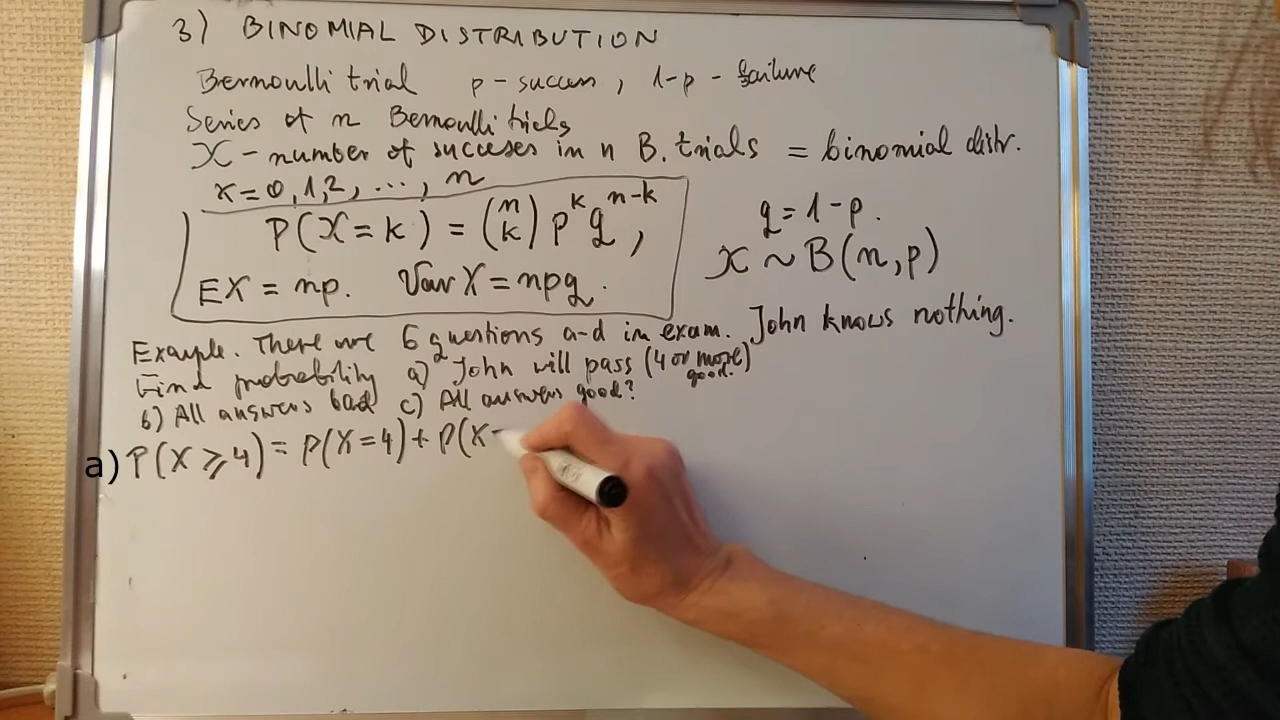 3) BINOMIAL DISTRIBUTION
Bernoulli trial p - success, 1-p - failure
Series of n Bernoulli trials
X - number of succeses in n B. trials = binomial distr.
x = 0, 1, 2, ..., n
P(X = k) = (n k) p^k q^{n-k},
q = 1 - p.
X ~ B(n, p)
EX = np. Var X = npq.
Example. There are 6 questions a-d in exam. John knows nothing.
Find probability a) John will pass (4 or more)
good.
b) All answers bad c) All answers good?
a) P(X ⩾ 4) = P(X = 4) + P(X =